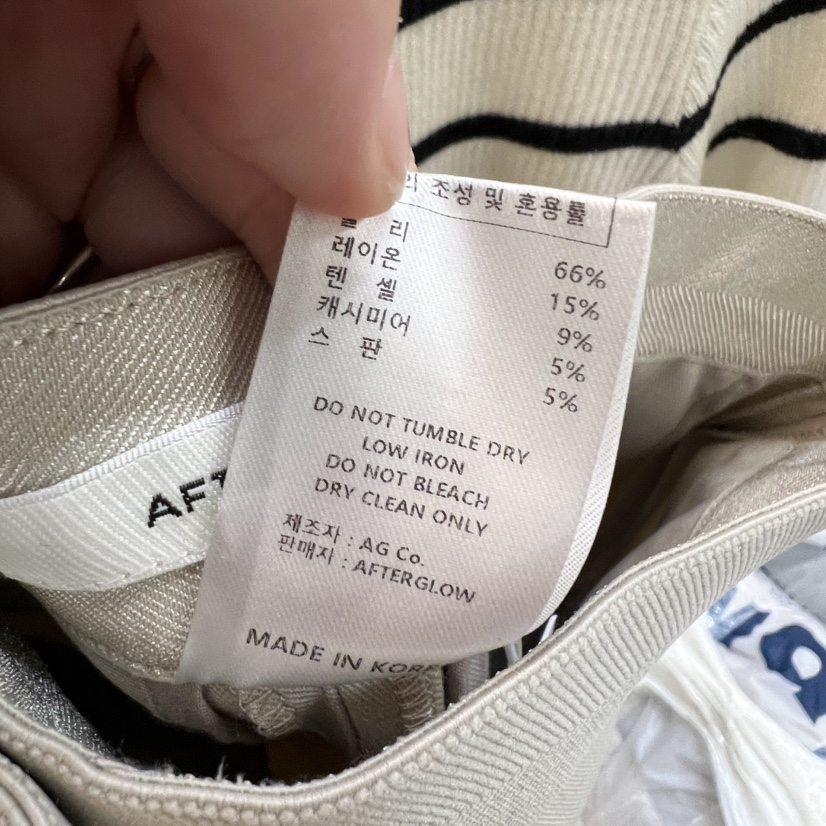 조성 및 혼용률
리
레이온 66%
텐 셀 15%
캐시미어 9%
스 판 5%
5%
DO NOT TUMBLE DRY
LOW IRON
DO NOT BLEACH
DRY CLEAN ONLY
제조자 : AG Co.
판매자 : AFTERGLOW
MADE IN KORE
AFT